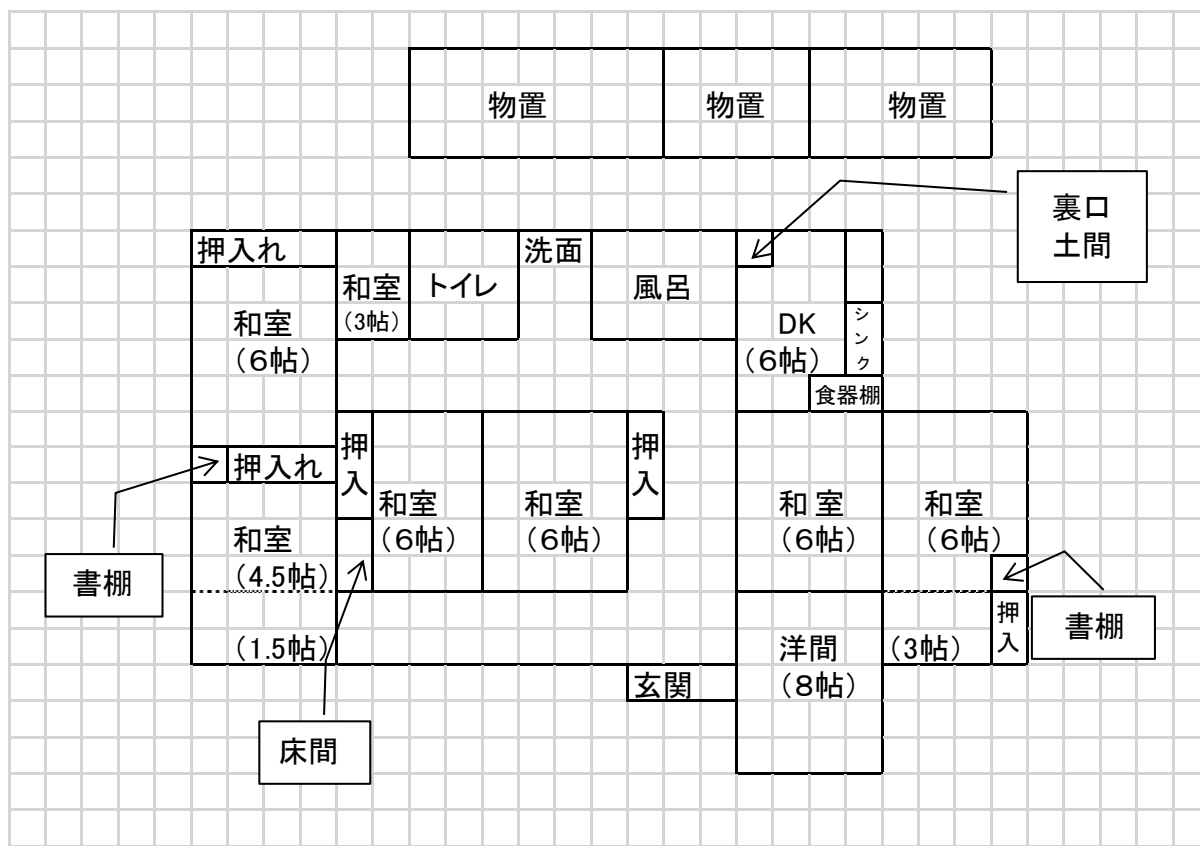 物置
物置
物置
裏口
土間
押入れ
洗面
和室
(3帖)
トイレ
風呂
和室
(6帖)
DK
(6帖)
シンク
食器棚
押入
押入
押入れ
和室
(6帖)
和室
(6帖)
和 室
(6帖)
和室
(6帖)
和室
(4.5帖)
書棚
書棚
(1.5帖)
洋間
(8帖)
(3帖)
押入
玄関
床間